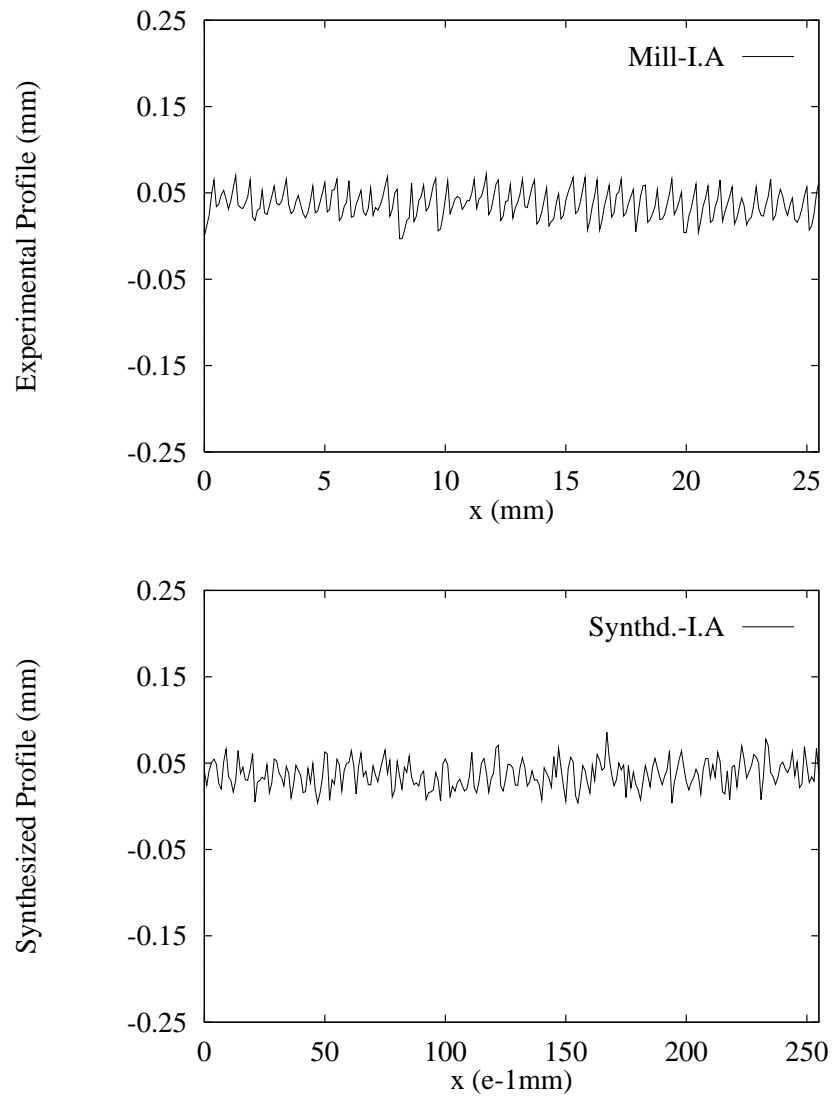 0.25
Mill-I.A
0.15
0.05
-0.05
-0.15
-0.25
Experimental Profile (mm)
0 5 10 15 20 25
x (mm)
0.25
Synthd.-I.A
0.15
0.05
-0.05
-0.15
-0.25
Synthesized Profile (mm)
0 50 100 150 200 250
x (e-1mm)